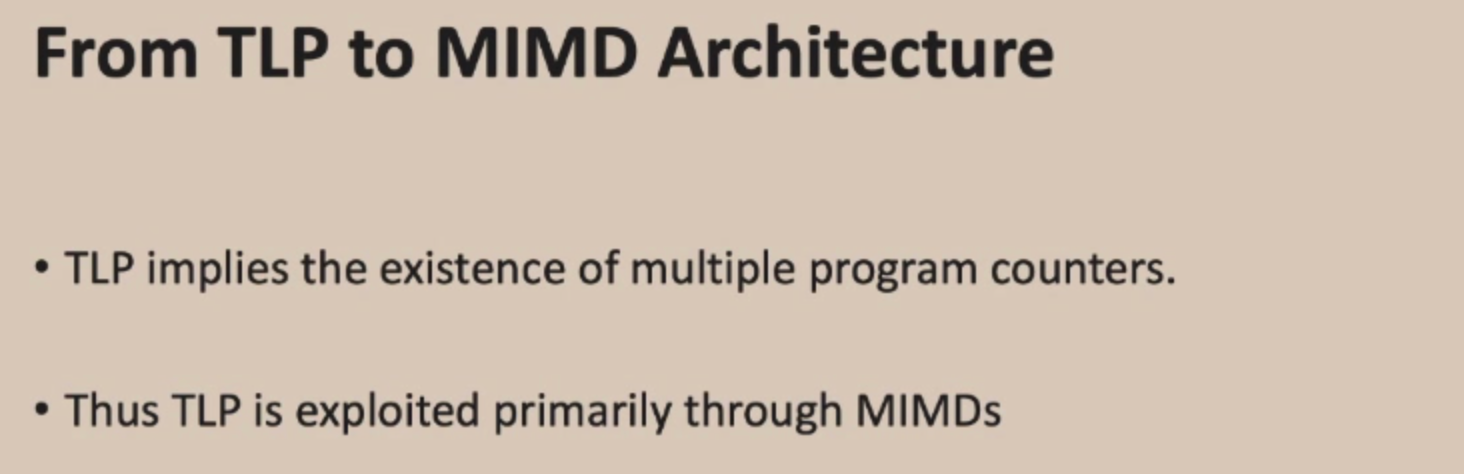 From TLP to MIMD Architecture
• TLP implies the existence of multiple program counters.
• Thus TLP is exploited primarily through MIMDs